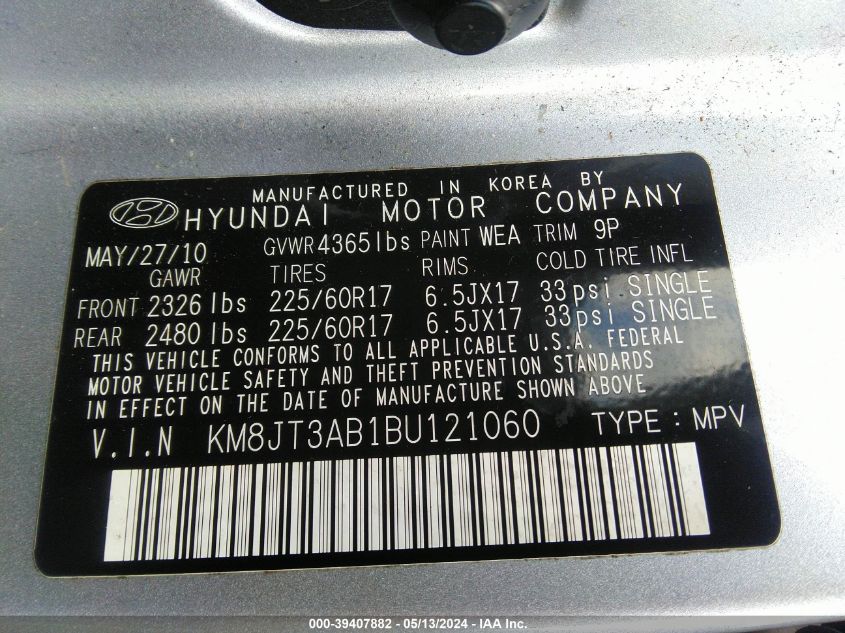 MANUFACTURED IN KOREA BY
HYUNDAI MOTOR COMPANY
MAY/27/10 GVWR 4365lbs PAINT WEA TRIM 9P
GAWR TIRES RIMS COLD TIRE INFL
FRONT 2326 lbs 225/60R17 6.5JX17 33psi SINGLE
REAR 2480 lbs 225/60R17 6.5JX17 33psi SINGLE
THIS VEHICLE CONFORMS TO ALL APPLICABLE U.S.A. FEDERAL
MOTOR VEHICLE SAFETY AND THEFT PREVENTION STANDARDS
IN EFFECT ON THE DATE OF MANUFACTURE SHOWN ABOVE
V.I.N KM8JT3AB1BU121060 TYPE : MPV
000-39407882 - 05/13/2024 - IAA Inc.